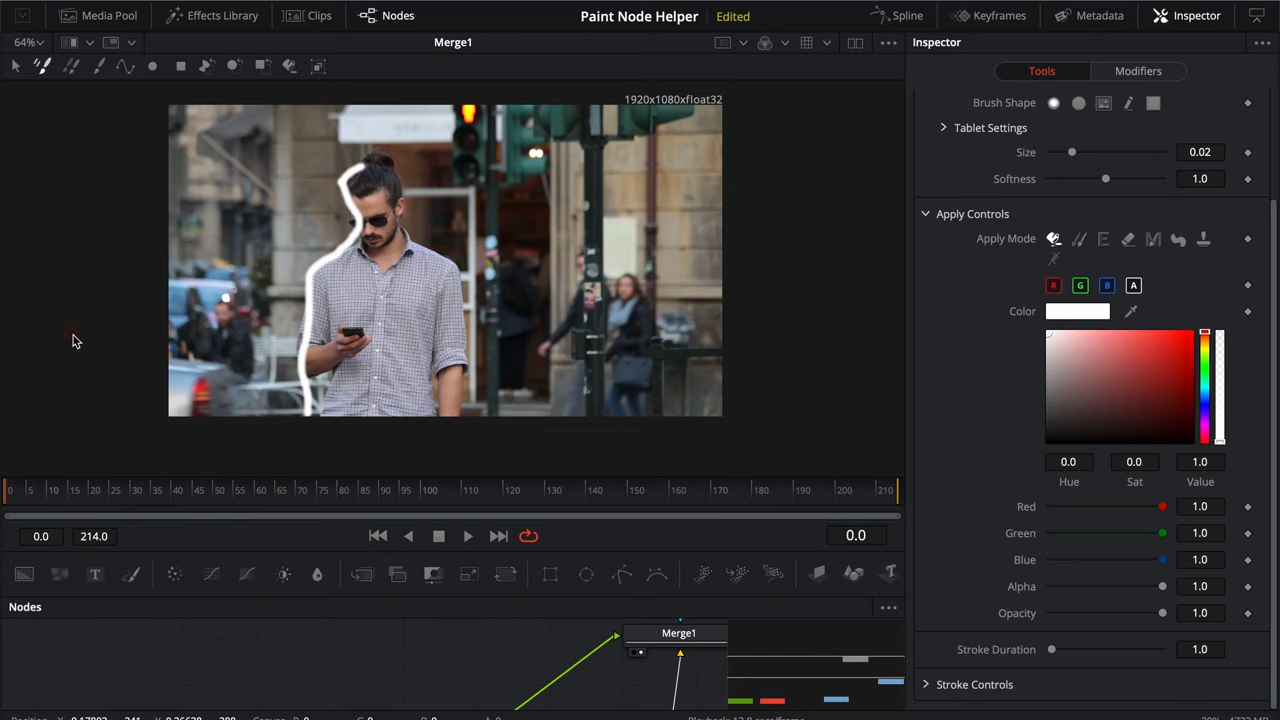 Media Pool
Effects Library
Clips
Nodes
Paint Node Helper
Edited
Spline
Keyframes
Metadata
Inspector
64%
Merge1
Inspector
Tools
Modifiers
1920x1080xfloat32
Brush Shape
Tablet Settings
Size
0.02
Softness
1.0
Apply Controls
Apply Mode
R G B A
Color
0.0 0.0 1.0
Hue Sat Value
0 5 10 15 20 25 30 35 40 45 50 55 60 65 70 75 80 85 90 95 100 110 120 130 140 150 160 170 180 190 200 210
Red 1.0
Green 1.0
0.0 214.0
0.0
Blue 1.0
Alpha 1.0
Opacity 1.0
Nodes
Merge1
Stroke Duration 1.0
Stroke Controls